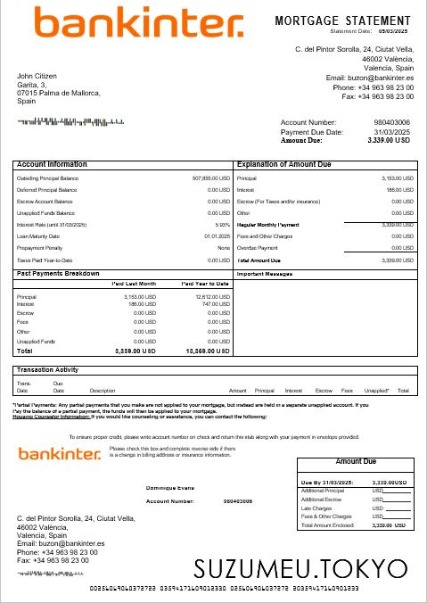 bankinter.
MORTGAGE STATEMENT
Statement Date: 05/03/2025
C. del Pintor Sorolla, 24, Ciutat Vella,
46002 València,
Valencia, Spain
Email: buzon@bankinter.es
Phone: +34 963 98 23 00
Fax: +34 963 98 23 00
John Citizen
Garita, 3,
07015 Palma de Mallorca,
Spain
Account Number: 980403006
Payment Due Date: 31/03/2025
Amount Due: 3.339.00 USD
Account Information
Principal Balance 0.00 USD
Deferred Principal Balance 0.00 USD
Escrow Account Balance 0.00 USD
Unapplied Funds Balance 0.00 USD
Interest Rate (until 31/03/2025)
Loan Maturity Date 01.01.2025
Prepayment Penalty None
Taxes Paid Year-to-Date 0.00 USD
Explanation of Amount Due
Principal 3,153.00 USD
Interest 186.00 USD
Escrow (For Taxes and/or insurance) 0.00 USD
Other 0.00 USD
Regular Monthly Payment 3,339.00 USD
Fees and Other Charges 0.00 USD
Overdue Payment 0.00 USD
Total Amount Due 3,339.00 USD
Past Payments Breakdown
Paid Last Month Paid Year to Date
Principal 3,153.00 USD 12,612.00 USD
Interest 186.00 USD 747.00 USD
Escrow 0.00 USD 0.00 USD
Fees 0.00 USD 0.00 USD
Other 0.00 USD 0.00 USD
Unapplied Funds 0.00 USD 0.00 USD
Total 3,339.00 USD
Important Messages
Transaction Activity
Trans. Date Due Date Description Amount Principal Interest Escrow Fees Unapplied* Total
*Partial Payments: Any partial payments that you make are not applied to your mortgage, but instead are held in a separate unapplied account. If you
pay the balance of a partial payment, the funds will then be applied to your mortgage.
Housing Counselor Information: If you would like counseling or assistance, you can contact the following:
To ensure proper credit, please write account number on check and return this stub along with your payment in envelope provided.
bankinter.
Please check this box and complete reverse side if there
is a change in billing address or insurance information.
Dominique Evans
Account Number: 980403006
Amount Due
Due By 31/03/2025: 3,339.00USD
Additional Principal USD
Additional Escrow USD
Late Charges USD
Fees & Other Charges USD
Total Amount Enclosed 3,339.00 USD
C. del Pintor Sorolla, 24, Ciutat Vella,
46002 València,
Valencia, Spain
Email: buzon@bankinter.es
Phone: +34 963 98 23 00
Fax: +34 963 98 23 00
SUZUMEU.TOKYO